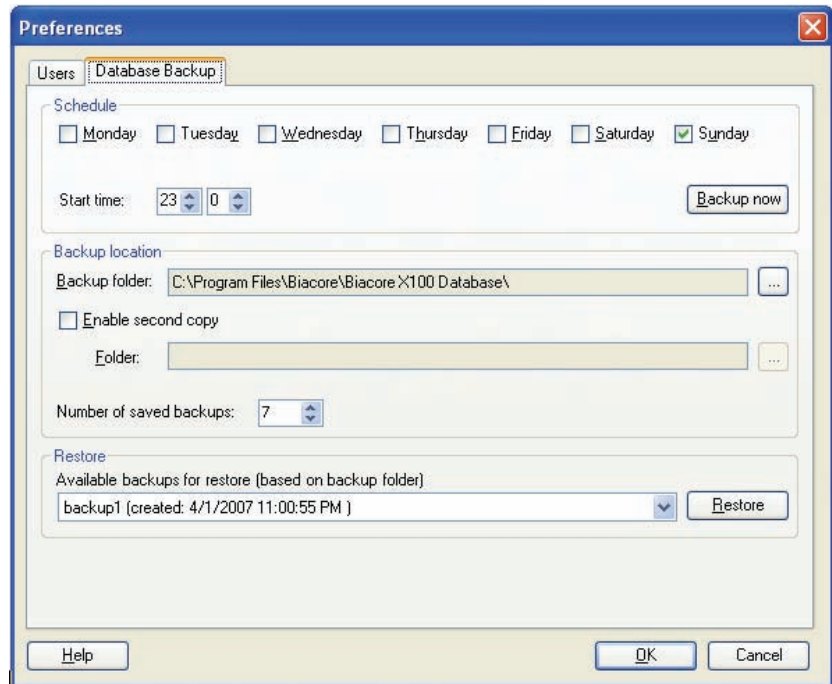 Preferences
Users Database Backup
Schedule
Monday Tuesday Wednesday Thursday Friday Saturday Sunday
Start time: 23 0 Backup now
Backup location
Backup folder: C:\Program Files\Biacore\Biacore X100 Database\ ...
Enable second copy
Folder: ...
Number of saved backups: 7
Restore
Available backups for restore (based on backup folder)
backup1 (created: 4/1/2007 11:00:55 PM ) Restore
Help OK Cancel